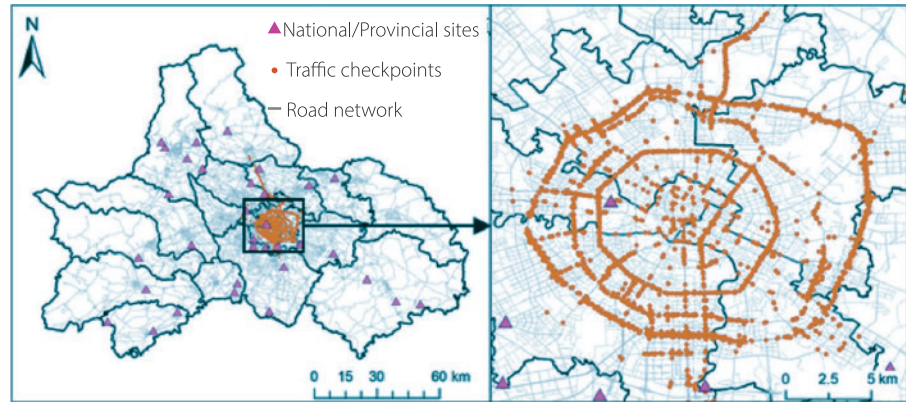 N
National/Provincial sites
Traffic checkpoints
Road network
0 15 30 60 km
0 2.5 5 km